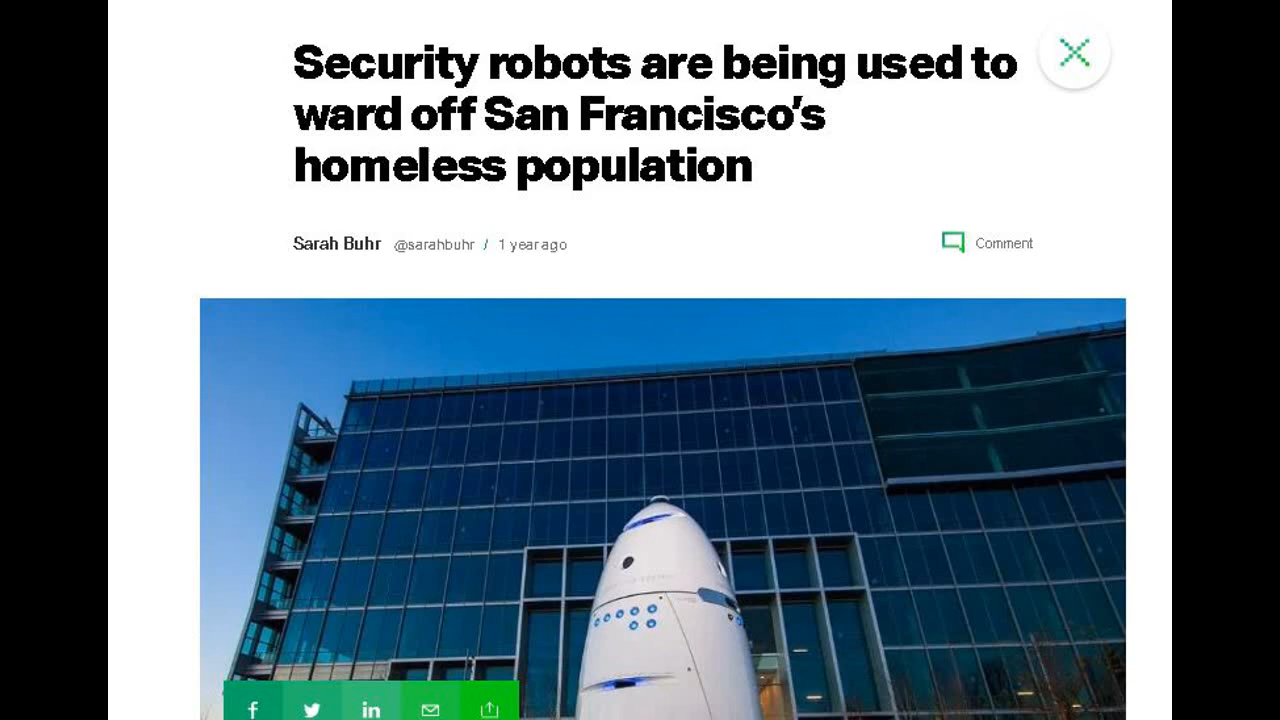 Security robots are being used to
ward off San Francisco's
homeless population
Sarah Buhr @sarahbuhr / 1 year ago
Comment